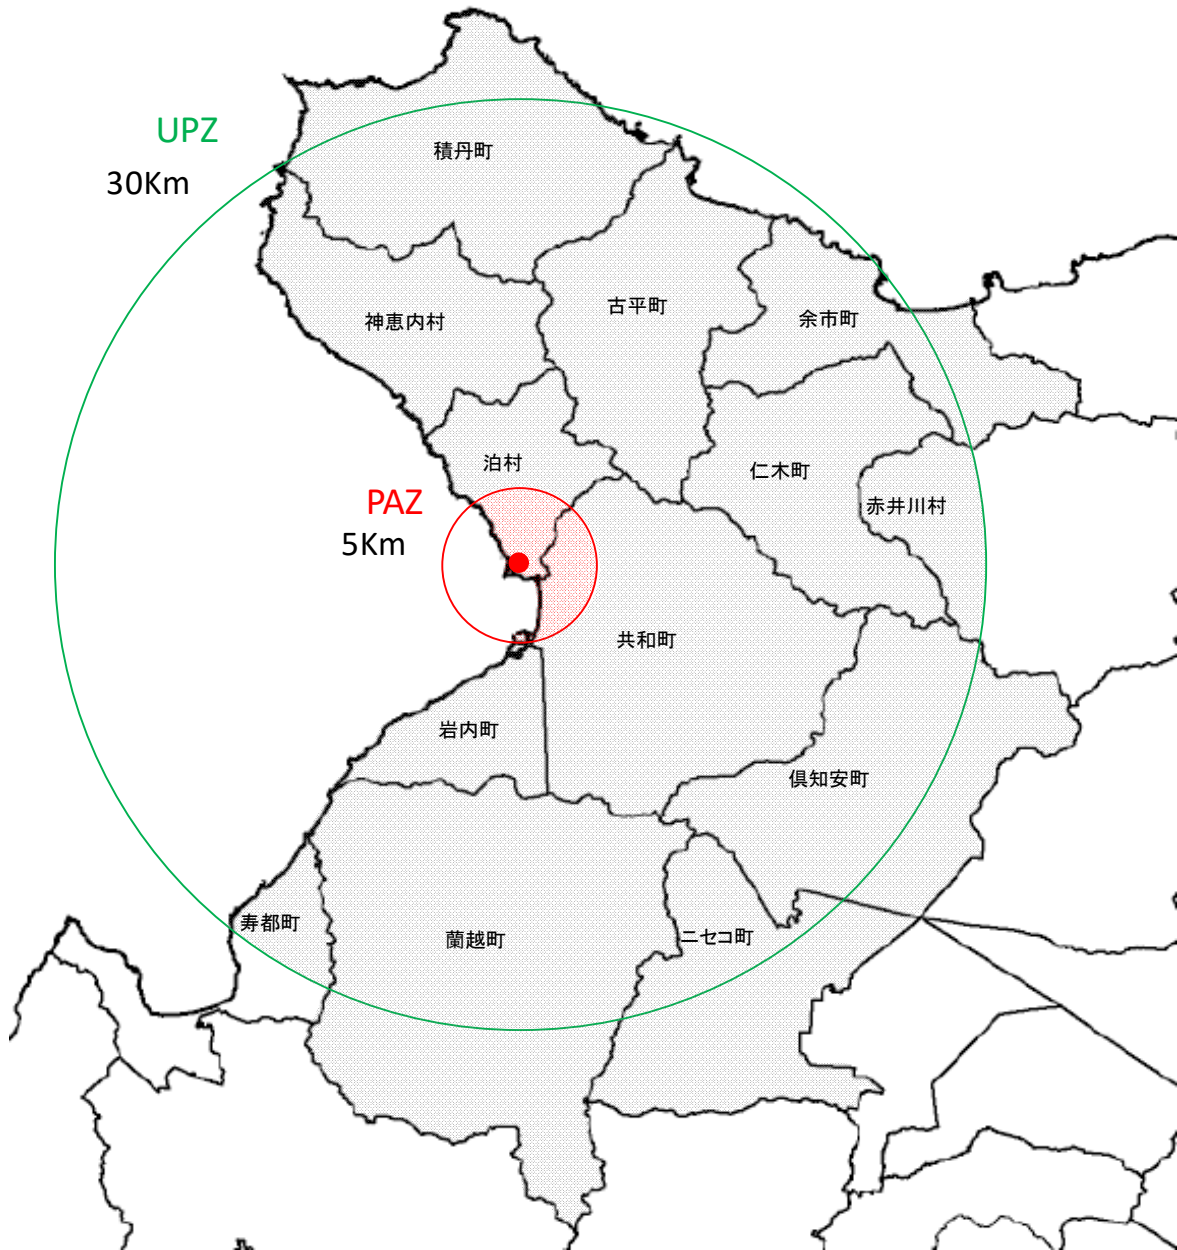 UPZ
30Km
積丹町
神恵内村
古平町
余市町
泊村
仁木町
赤井川村
PAZ
5Km
共和町
岩内町
倶知安町
寿都町
蘭越町
ニセコ町